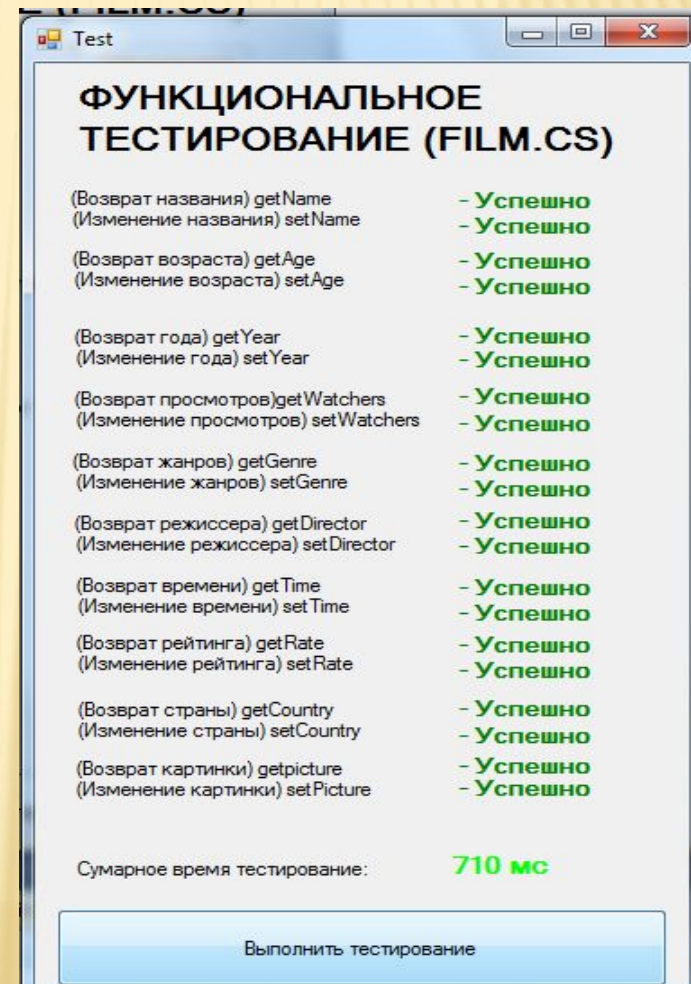 Test
ФУНКЦИОНАЛЬНОЕ
ТЕСТИРОВАНИЕ (FILM.CS)
(Возврат названия) getName - Успешно
(Изменение названия) setName - Успешно
(Возврат возраста) getAge - Успешно
(Изменение возраста) setAge - Успешно
(Возврат года) getYear - Успешно
(Изменение года) setYear - Успешно
(Возврат просмотров)getWatchers - Успешно
(Изменение просмотров) setWatchers - Успешно
(Возврат жанров) getGenre - Успешно
(Изменение жанров) setGenre - Успешно
(Возврат режиссера) getDirector - Успешно
(Изменение режиссера) setDirector - Успешно
(Возврат времени) getTime - Успешно
(Изменение времени) setTime - Успешно
(Возврат рейтинга) getRate - Успешно
(Изменение рейтинга) setRate - Успешно
(Возврат страны) getCountry - Успешно
(Изменение страны) setCountry - Успешно
(Возврат картинки) getpicture - Успешно
(Изменение картинки) setPicture - Успешно
Сумарное время тестирование: 710 мс
Выполнить тестирование